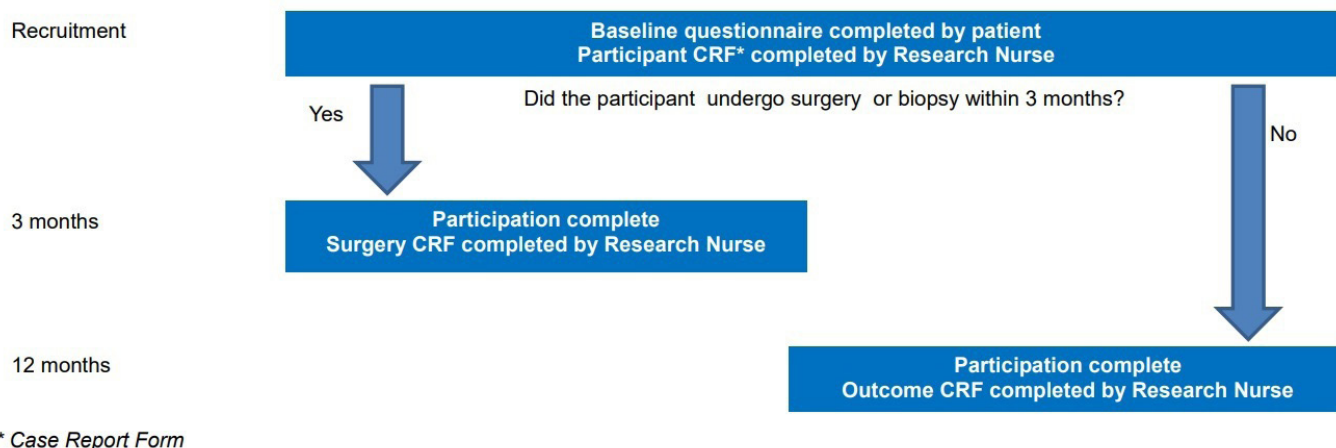 Recruitment
Baseline questionnaire completed by patient
Participant CRF* completed by Research Nurse
Did the participant undergo surgery or biopsy within 3 months?
Yes
No
3 months
Participation complete
Surgery CRF completed by Research Nurse
12 months
Participation complete
Outcome CRF completed by Research Nurse
* Case Report Form